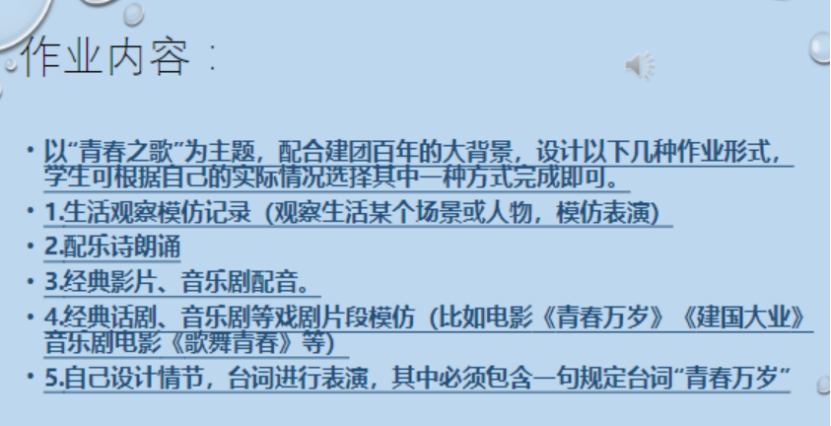 作业内容：
• 以“青春之歌”为主题，配合建团百年的大背景，设计以下几种作业形式，
学生可根据自己的实际情况选择其中一种方式完成即可。
• 1.生活观察模仿记录（观察生活某个场景或人物，模仿表演）
• 2.配乐诗朗诵
• 3.经典影片、音乐剧配音。
• 4.经典话剧、音乐剧等戏剧片段模仿（比如电影《青春万岁》《建国大业》
音乐剧电影《歌舞青春》等）
• 5.自己设计情节，台词进行表演，其中必须包含一句规定台词“青春万岁”